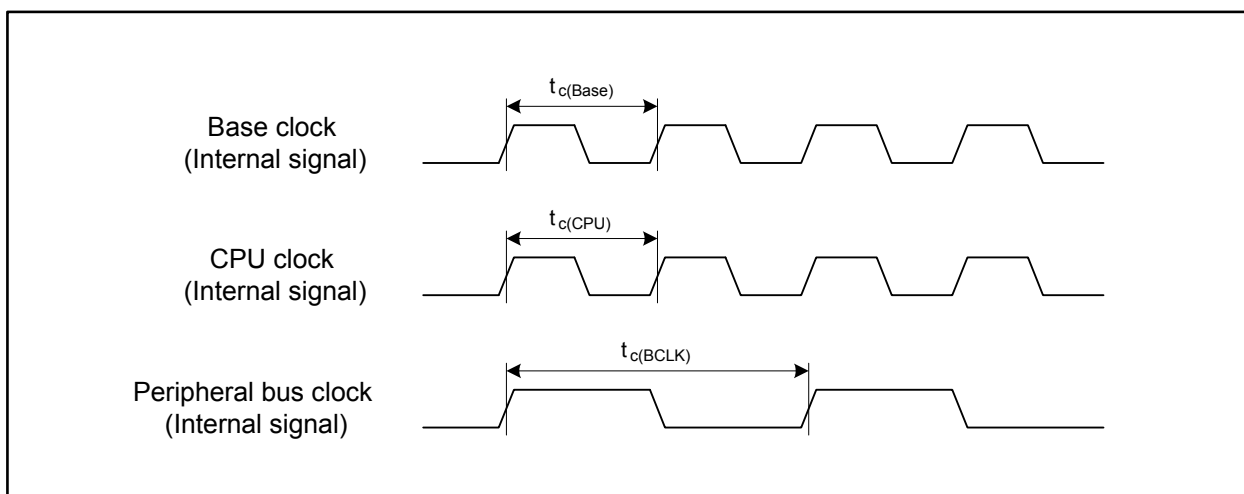 t c(Base)
Base clock
(Internal signal)
t c(CPU)
CPU clock
(Internal signal)
t c(BCLK)
Peripheral bus clock
(Internal signal)